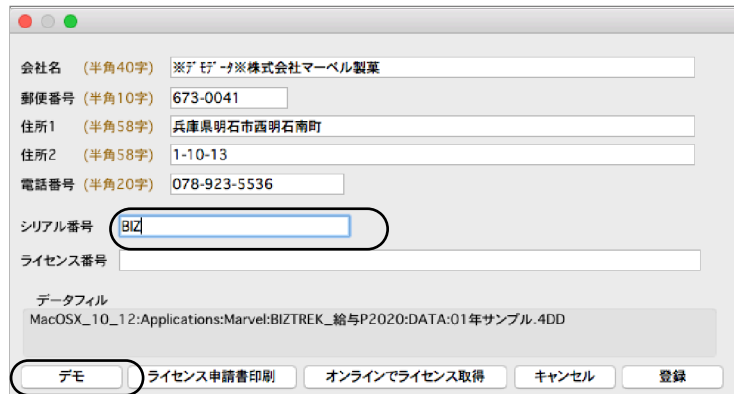 会社名 (半角40字) ※ﾃﾞﾓﾃﾞｰﾀ※株式会社マーベル製菓
郵便番号 (半角10字) 673-0041
住所1 (半角58字) 兵庫県明石市西明石南町
住所2 (半角58字) 1-10-13
電話番号 (半角20字) 078-923-5536
シリアル番号 BIZ
ライセンス番号
データフィル
MacOSX_10_12:Applications:Marvel:BIZTREK_給与P2020:DATA:01年サンプル.4DD
デモ ライセンス申請書印刷 オンラインでライセンス取得 キャンセル 登録